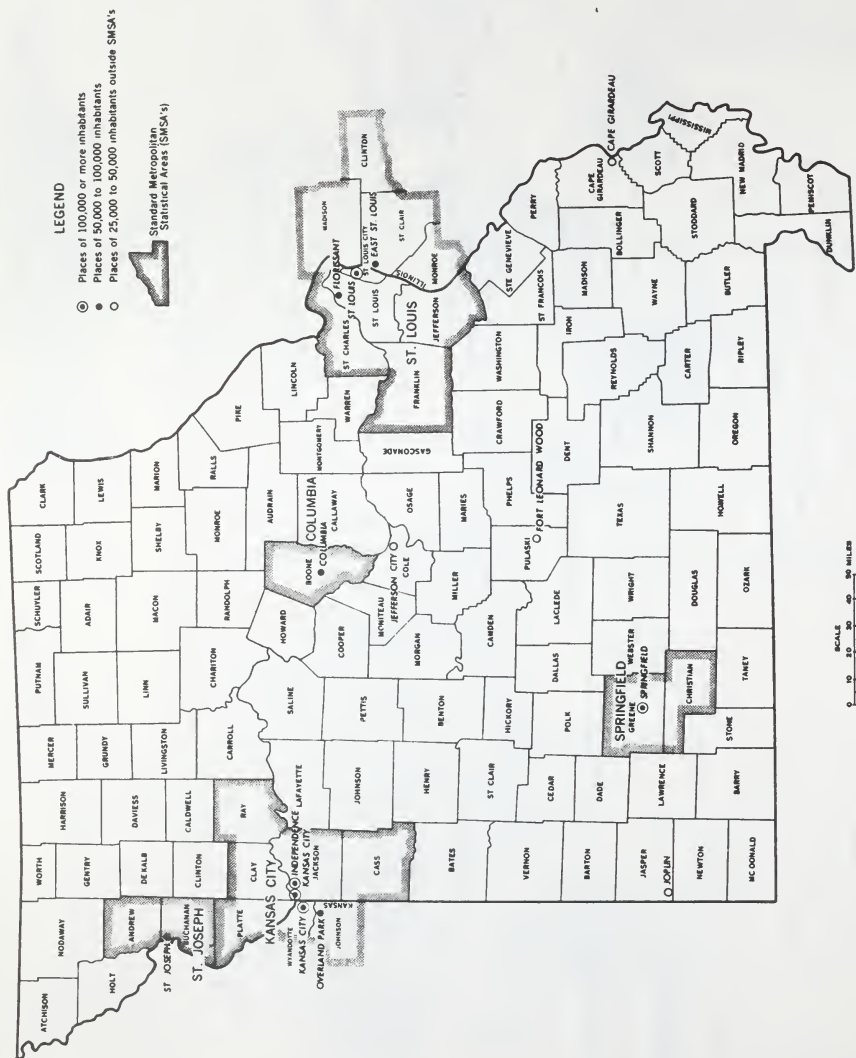 LEGEND
Places of 100,000 or more inhabitants
Places of 50,000 to 100,000 inhabitants
Places of 25,000 to 50,000 inhabitants outside SMSA's
Standard Metropolitan
Statistical Areas (SMSA's)
ATCHISON
NODAWAY
WORTH
HARRISON
MERCER
PUTNAM
SCHUYLER
SCOTLAND
CLARK
HOLT
ANDREW
GENTRY
DE KALB
DAVIESS
GRUNDY
SULLIVAN
ADAIR
KNOX
LEWIS
ST JOSEPH
BUCHANAN
ST. JOSEPH
CLINTON
CALDWELL
LIVINGSTON
LINN
MACON
SHELBY
MARION
PLATTE
KANSAS CITY
CLAY
RAY
CARROLL
CHARITON
RANDOLPH
MONROE
RALLS
PIKE
WYANDOTTE
KANSAS CITY
INDEPENDENCE
KANSAS CITY
JACKSON
LAFAYETTE
SALINE
HOWARD
BOONE
COLUMBIA
COLUMBIA
AUDRAIN
CALLAWAY
MONTGOMERY
LINCOLN
WARREN
OVERLAND PARK
JOHNSON
KANSAS
CASS
JOHNSON
PETTIS
COOPER
MONITEAU
JEFFERSON CITY
COLE
OSAGE
GASCONADE
FRANKLIN
ST CHARLES
ST LOUIS
FLORISSANT
ST LOUIS
ST LOUIS CITY
EAST ST. LOUIS
ST. LOUIS
JEFFERSON
ILLINOIS
MADISON
CLINTON
ST CLAIR
MONROE
BATES
HENRY
BENTON
MORGAN
MILLER
MARIES
VERNON
ST CLAIR
HICKORY
CAMDEN
PULASKI
FORT LEONARD WOOD
PHELPS
CRAWFORD
WASHINGTON
ST FRANCOIS
STE GENEVIEVE
PERRY
BARTON
CEDAR
POLK
DALLAS
LACLEDE
DENT
IRON
MADISON
BOLLINGER
CAPE
GIRARDEAU
CAPE GIRARDEAU
JASPER
JOPLIN
DADE
SPRINGFIELD
GREENE
SPRINGFIELD
WEBSTER
WRIGHT
TEXAS
SHANNON
REYNOLDS
WAYNE
STODDARD
SCOTT
MISSISSIPPI
NEWTON
LAWRENCE
CHRISTIAN
DOUGLAS
HOWELL
OREGON
CARTER
RIPLEY
BUTLER
NEW MADRID
MC DONALD
BARRY
STONE
TANEY
OZARK
DUNKLIN
PEMISCOT
SCALE
0 10 20 30 40 50 MILES